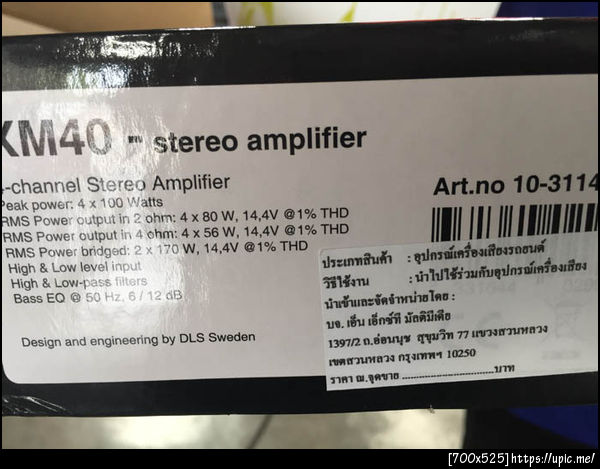 XM40 - stereo amplifier
-channel Stereo Amplifier
Peak power: 4 x 100 Watts
RMS Power output in 2 ohm: 4 x 80 W, 14,4V @1% THD
RMS Power output in 4 ohm: 4 x 56 W, 14,4V @1% THD
RMS Power bridged: 2 x 170 W, 14,4V @1% THD
High & Low level input
High & Low-pass filters
Bass EQ @ 50 Hz, 6 / 12 dB
Design and engineering by DLS Sweden
Art.no 10-3114
ประเภทสินค้า : อุปกรณ์เครื่องเสียงรถยนต์
วิธีใช้งาน : นำไปใช้ร่วมกับอุปกรณ์เครื่องเสียง
นำเข้าและจัดจำหน่ายโดย :
บจ. เอ็น เอ็กซ์ที มัลติมีเดีย
1397/2 ถ.อ่อนนุช สุขุมวิท 77 แขวงสวนหลวง
เขตสวนหลวง กรุงเทพฯ 10250
ราคา ณ.จุดขาย ..............................บาท
[700x525]https://upic.me/